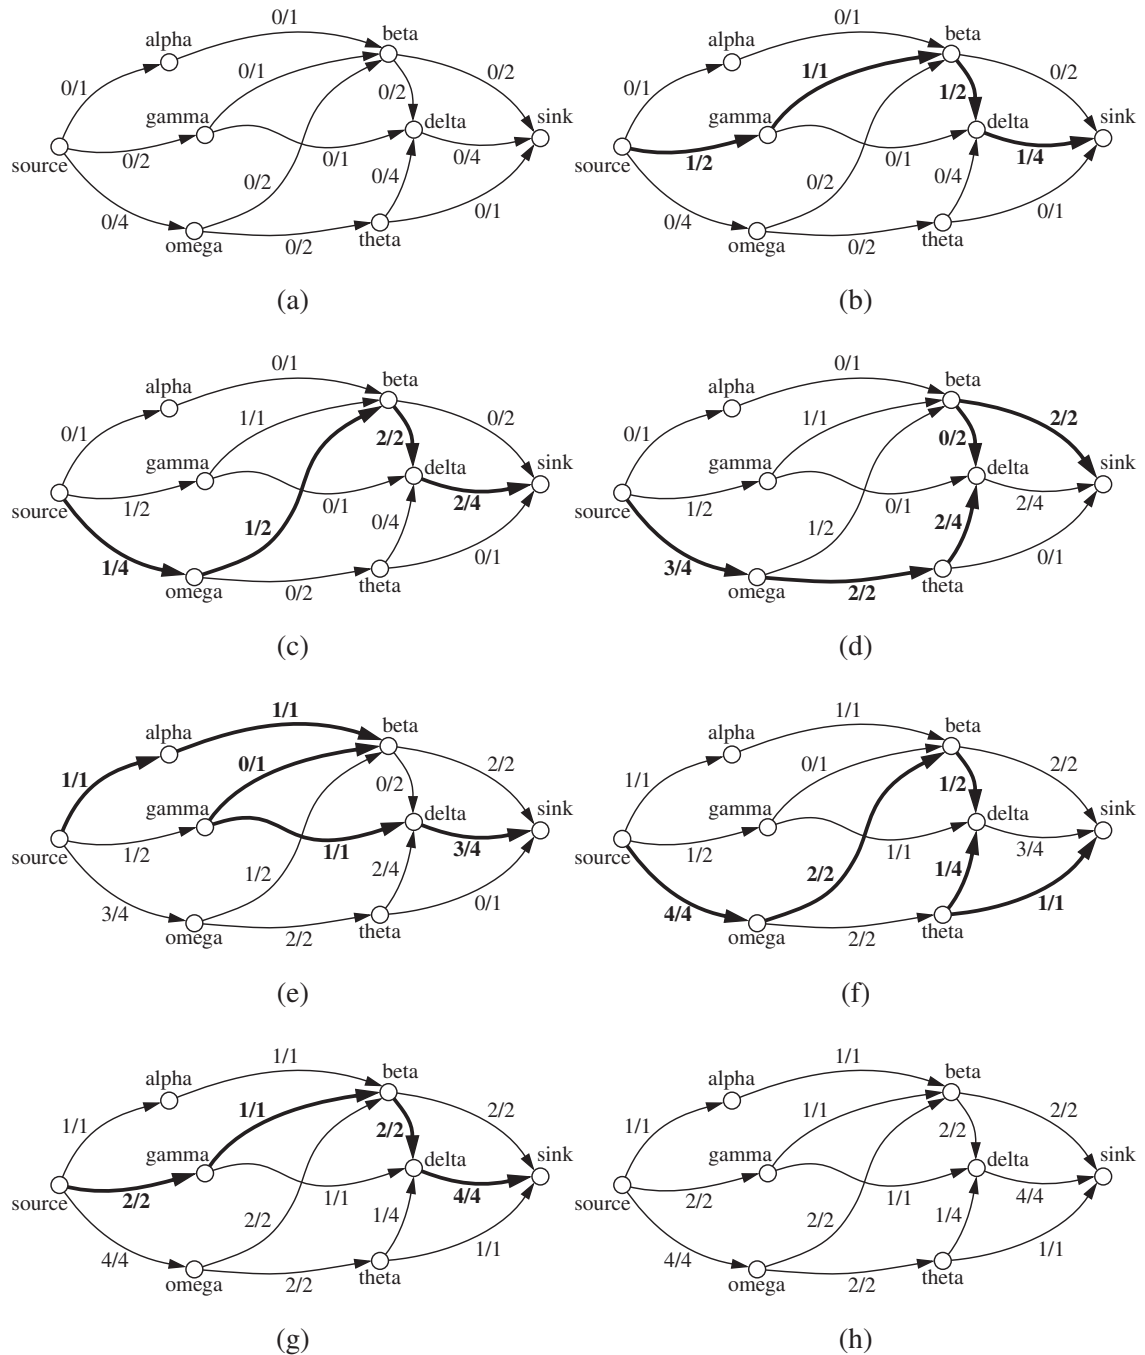 0/1
alpha
beta
0/1
0/1
0/2
0/2
gamma
delta
sink
source
0/2
0/1
0/4
0/2
0/4
0/4
0/1
omega
0/2
theta
(a)
0/1
alpha
beta
0/1
1/1
0/2
1/2
gamma
delta
sink
source
1/2
0/1
1/4
0/2
0/4
0/4
0/1
omega
0/2
theta
(b)
0/1
alpha
beta
0/1
1/1
0/2
2/2
gamma
delta
sink
source
1/2
0/1
2/4
1/2
0/4
1/4
0/1
omega
0/2
theta
(c)
0/1
alpha
beta
0/1
1/1
2/2
0/2
gamma
delta
sink
source
1/2
0/1
2/4
1/2
2/4
3/4
0/1
omega
2/2
theta
(d)
1/1
alpha
beta
1/1
0/1
2/2
0/2
gamma
delta
sink
source
1/2
1/1
3/4
1/2
2/4
3/4
0/1
omega
2/2
theta
(e)
1/1
alpha
beta
1/1
0/1
2/2
1/2
gamma
delta
sink
source
1/2
1/1
3/4
2/2
1/4
4/4
1/1
omega
2/2
theta
(f)
1/1
alpha
beta
1/1
1/1
2/2
2/2
gamma
delta
sink
source
2/2
1/1
4/4
2/2
1/4
4/4
1/1
omega
2/2
theta
(g)
1/1
alpha
beta
1/1
1/1
2/2
2/2
gamma
delta
sink
source
2/2
1/1
4/4
2/2
1/4
4/4
1/1
omega
2/2
theta
(h)